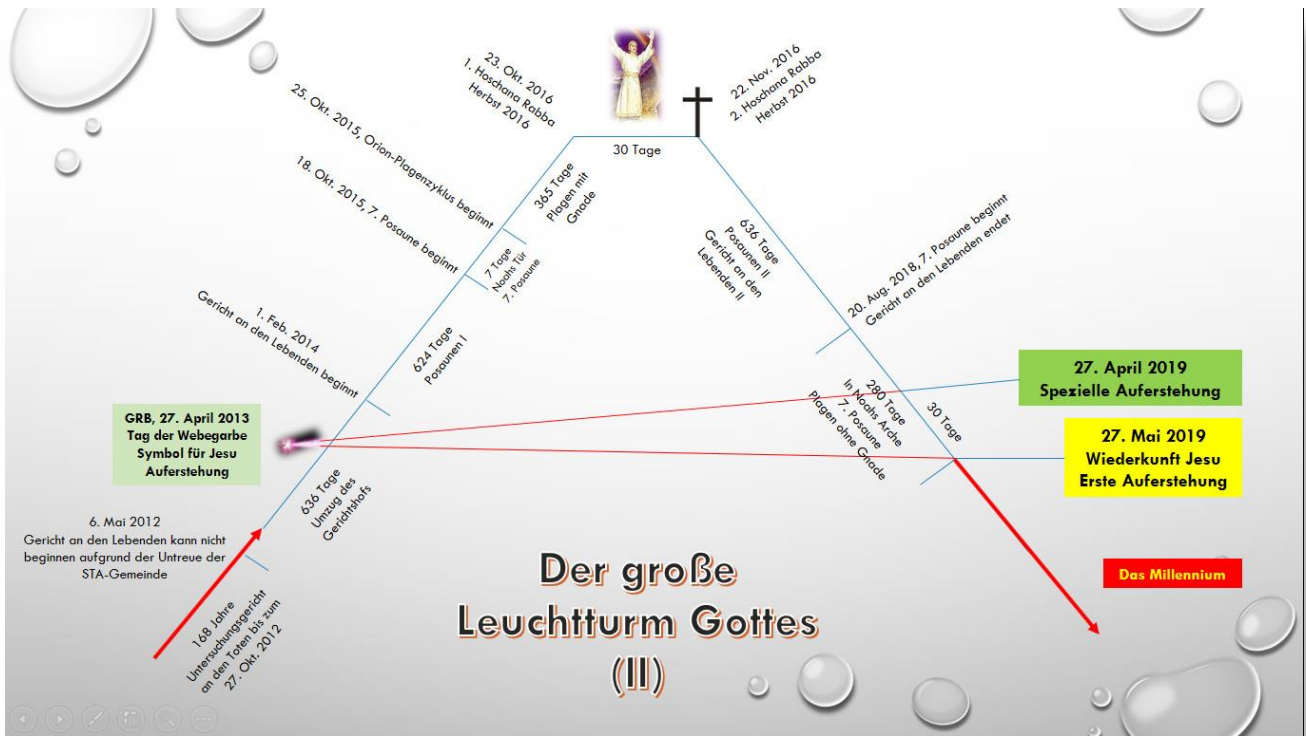 168 Jahre
Untersuchungsgericht
an den Toten bis zum
27. Okt. 2012
6. Mai 2012
Gericht an den Lebenden kann nicht
beginnen aufgrund der Untreue der
STA-Gemeinde
636 Tage
Umzug des
Gerichtshofs
GRB, 27. April 2013
Tag der Webegarbe
Symbol für Jesu
Auferstehung
1. Feb. 2014
Gericht an den Lebenden beginnt
624 Tage
Posaunen I
18. Okt. 2015, 7. Posaune beginnt
7 Tage
Noahs Tür
7. Posaune
25. Okt. 2015, Orion-Plagenzyklus beginnt
365 Tage
Plagen mit
Gnade
23. Okt. 2016
1. Hoschana Rabba
Herbst 2016
30 Tage
22. Nov. 2016
2. Hoschana Rabba
Herbst 2016
636 Tage
Posaunen II
Gericht an den
Lebenden II
20. Aug. 2018, 7. Posaune beginnt
Gericht an den Lebenden endet
280 Tage
In Noahs Arche
7. Posaune
Plagen ohne Gnade
30 Tage
27. April 2019
Spezielle Auferstehung
27. Mai 2019
Wiederkunft Jesu
Erste Auferstehung
Das Millennium
Der große
Leuchtturm Gottes
(II)